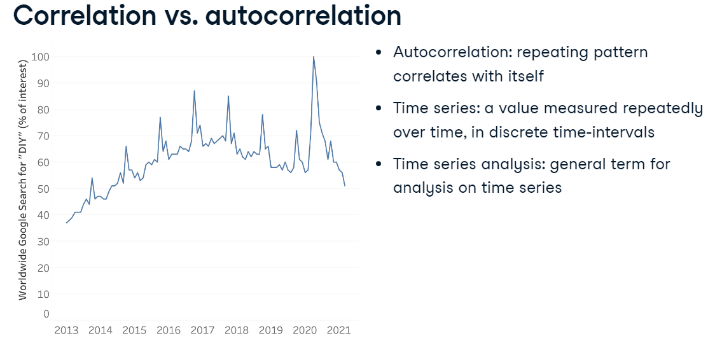 Correlation vs. autocorrelation
Worldwide Google Search for "DIY" (% of interest)
100
90
80
70
60
50
40
30
20
10
0
2013 2014 2015 2016 2017 2018 2019 2020 2021
• Autocorrelation: repeating pattern
correlates with itself
• Time series: a value measured repeatedly
over time, in discrete time-intervals
• Time series analysis: general term for
analysis on time series